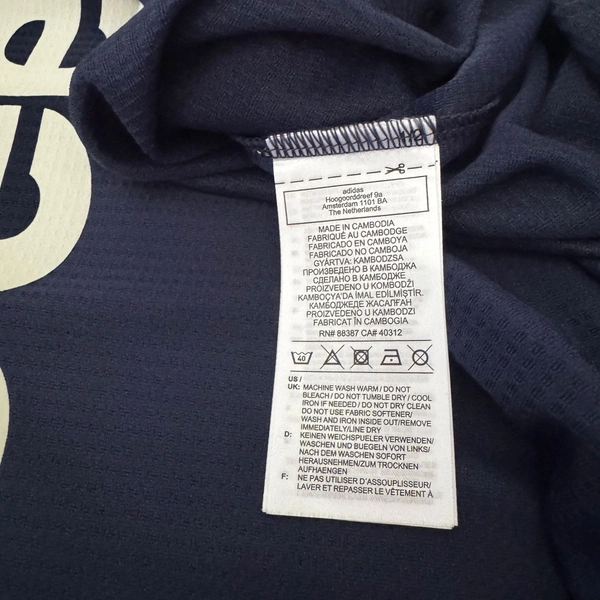 1/2
adidas
Hoogoorddreef 9a
Amsterdam 1101 BA
The Netherlands
MADE IN CAMBODIA
FABRIQUÉ AU CAMBODGE
FABRICADO EN CAMBOYA
FABRICADO NO CAMBOJA
GYÁRTVA: KAMBODZSA
ПРОИЗВЕДЕНО В КАМБОДЖА
СДЕЛАНО В КАМБОДЖЕ
PROIZVEDENO U KOMBODŽI
KAMBOÇYA'DA İMAL EDİLMİŞTİR.
КАМБОДЖЕДЕ ЖАСАЛҒАН
PROIZVEDENO U KAMBODZI
FABRICAT ÎN CAMBOGIA
RN# 88387 CA# 40312
40
US /
UK: MACHINE WASH WARM / DO NOT
BLEACH / DO NOT TUMBLE DRY / COOL
IRON IF NEEDED / DO NOT DRY CLEAN
DO NOT USE FABRIC SOFTENER/
WASH AND IRON INSIDE OUT/REMOVE
IMMEDIATELY/LINE DRY
D: KEINEN WEICHSPUELER VERWENDEN/
WASCHEN UND BUEGELN VON LINKS/
NACH DEM WASCHEN SOFORT
HERAUSNEHMEN/ZUM TROCKNEN
AUFHAENGEN
F: NE PAS UTILISER D'ASSOUPLISSEUR/
LAVER ET REPASSER LE VÊTEMENT À